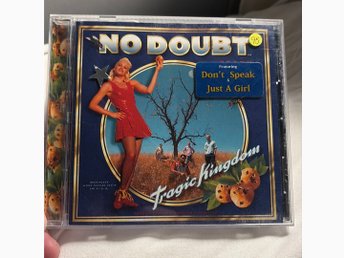 NO DOUBT
Featuring
Don't Speak
&
Just A Girl
Tragic Kingdom